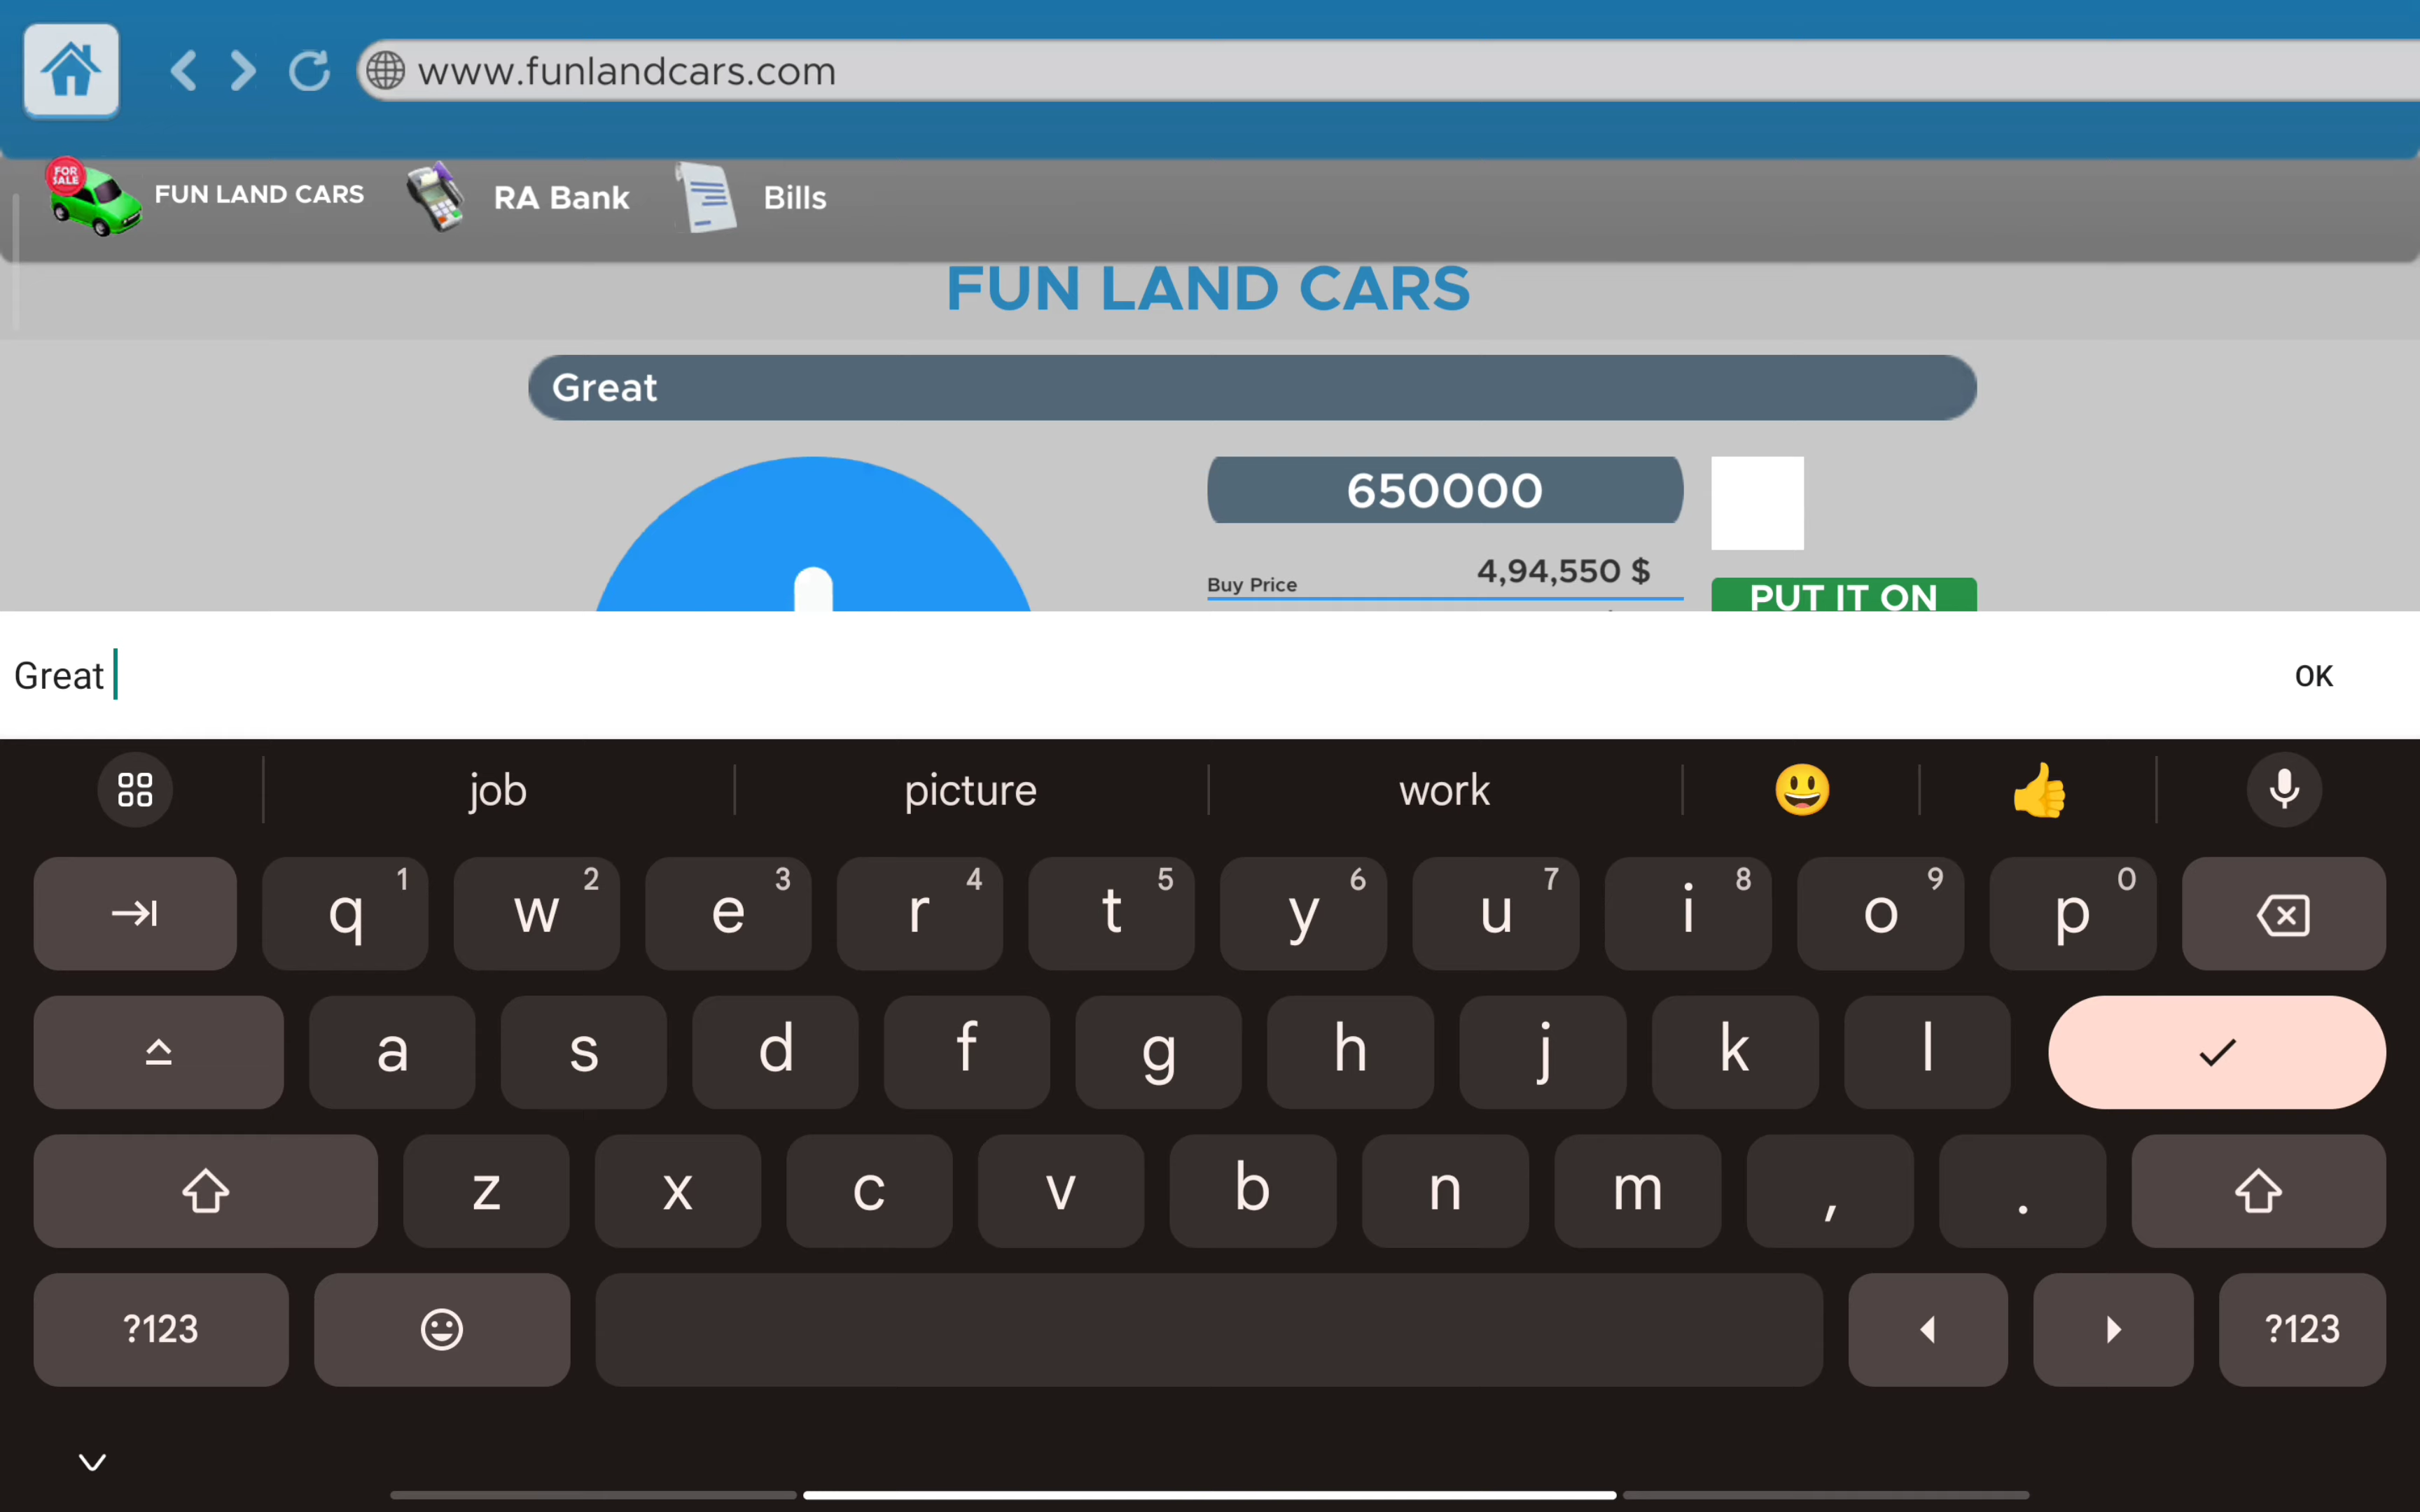 www.funlandcars.com
FOR SALE FUN LAND CARS RA Bank Bills
FUN LAND CARS
Great
650000
Buy Price 4,94,550 $
PUT IT ON
Great OK
job picture work
q 1 w 2 e 3 r 4 t 5 y 6 u 7 i 8 o 9 p 0
a s d f g h j k l
z x c v b n m , .
?123 ?123